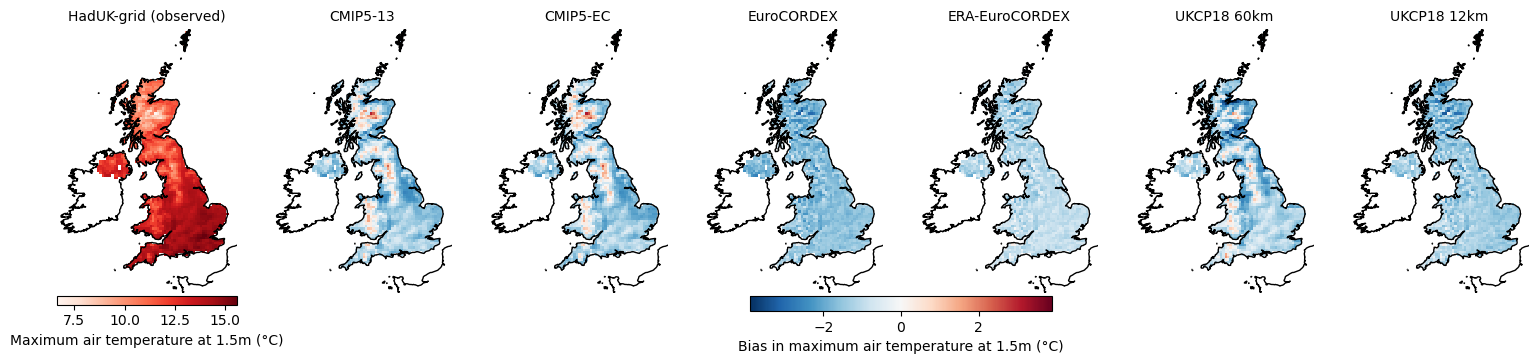 HadUK-grid (observed)
CMIP5-13
CMIP5-EC
EuroCORDEX
ERA-EuroCORDEX
UKCP18 60km
UKCP18 12km
7.5 10.0 12.5 15.0
Maximum air temperature at 1.5m (°C)
−2 0 2
Bias in maximum air temperature at 1.5m (°C)